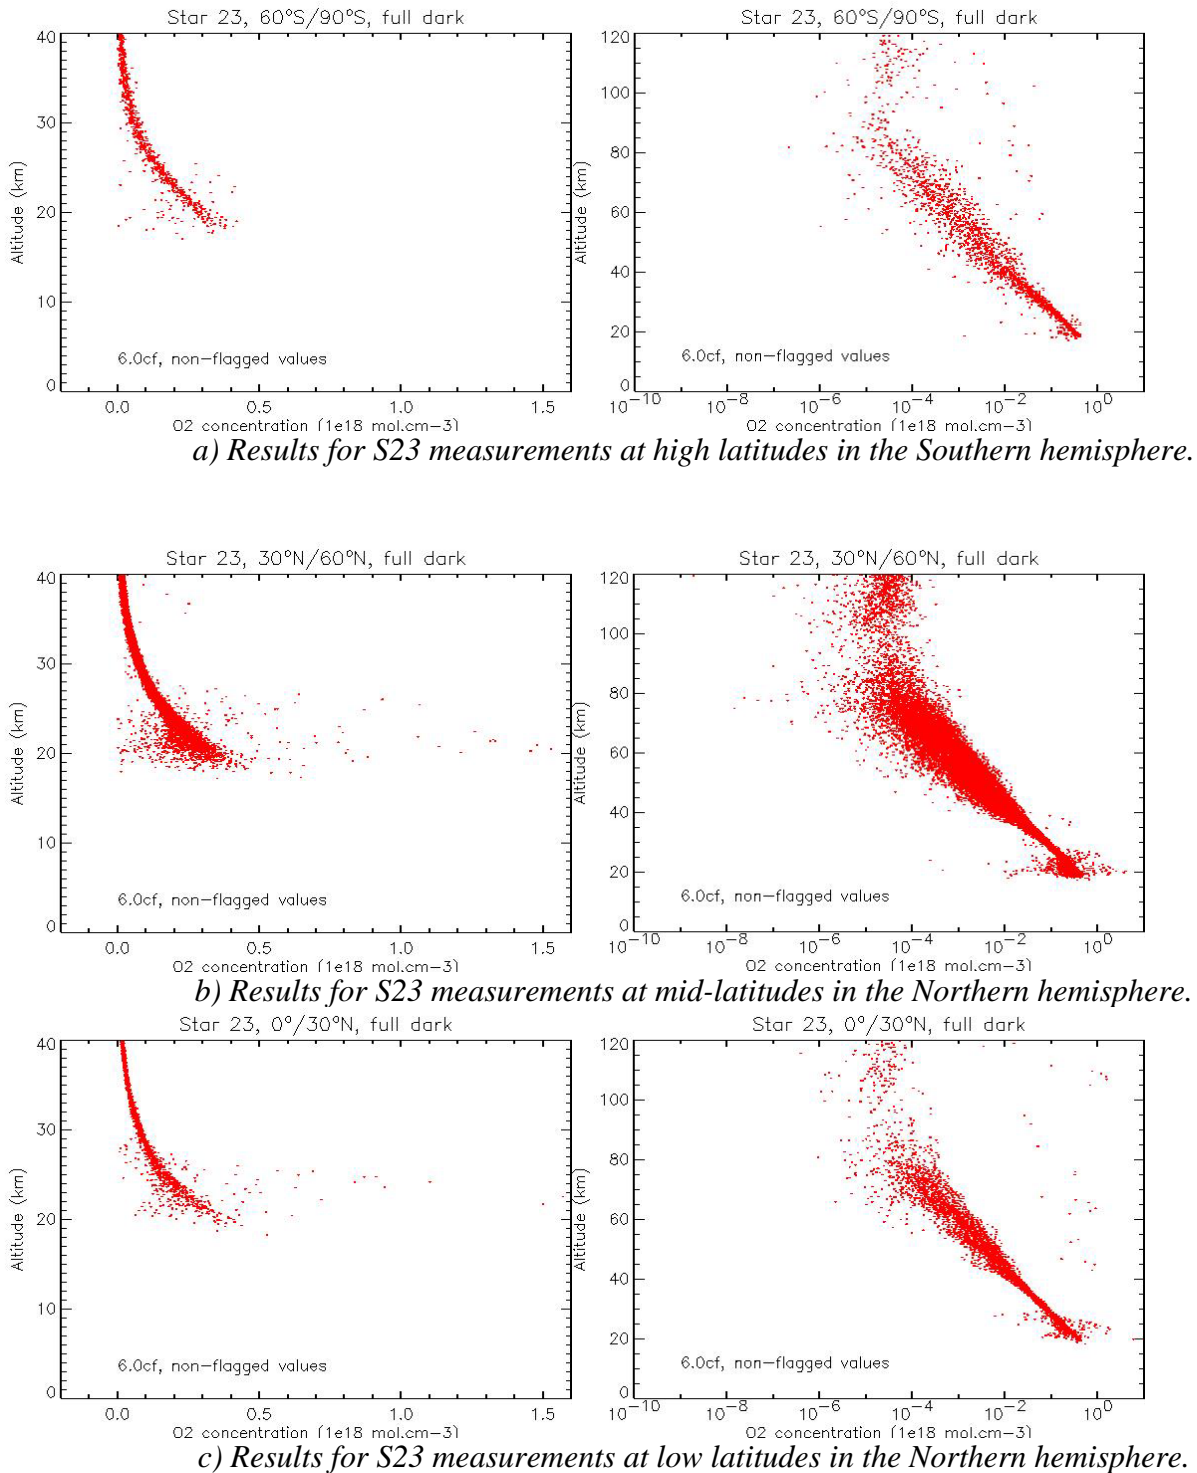 Star 23, 60°S/90°S, full dark
40
30
20
10
0
Altitude (km)
6.0cf, non-flagged values
0.0 0.5 1.0 1.5
O2 concentration [1e18 mol.cm-3]
Star 23, 60°S/90°S, full dark
120
100
80
60
40
20
0
Altitude (km)
6.0cf, non-flagged values
10⁻¹⁰ 10⁻⁸ 10⁻⁶ 10⁻⁴ 10⁻² 10⁰
O2 concentration [1e18 mol.cm-3]
a) Results for S23 measurements at high latitudes in the Southern hemisphere.
Star 23, 30°N/60°N, full dark
40
30
20
10
0
Altitude (km)
6.0cf, non-flagged values
0.0 0.5 1.0 1.5
O2 concentration [1e18 mol.cm-3]
Star 23, 30°N/60°N, full dark
120
100
80
60
40
20
0
Altitude (km)
6.0cf, non-flagged values
10⁻¹⁰ 10⁻⁸ 10⁻⁶ 10⁻⁴ 10⁻² 10⁰
O2 concentration [1e18 mol.cm-3]
b) Results for S23 measurements at mid-latitudes in the Northern hemisphere.
Star 23, 0°/30°N, full dark
40
30
20
10
0
Altitude (km)
6.0cf, non-flagged values
0.0 0.5 1.0 1.5
O2 concentration [1e18 mol.cm-3]
Star 23, 0°/30°N, full dark
120
100
80
60
40
20
0
Altitude (km)
6.0cf, non-flagged values
10⁻¹⁰ 10⁻⁸ 10⁻⁶ 10⁻⁴ 10⁻² 10⁰
O2 concentration [1e18 mol.cm-3]
c) Results for S23 measurements at low latitudes in the Northern hemisphere.